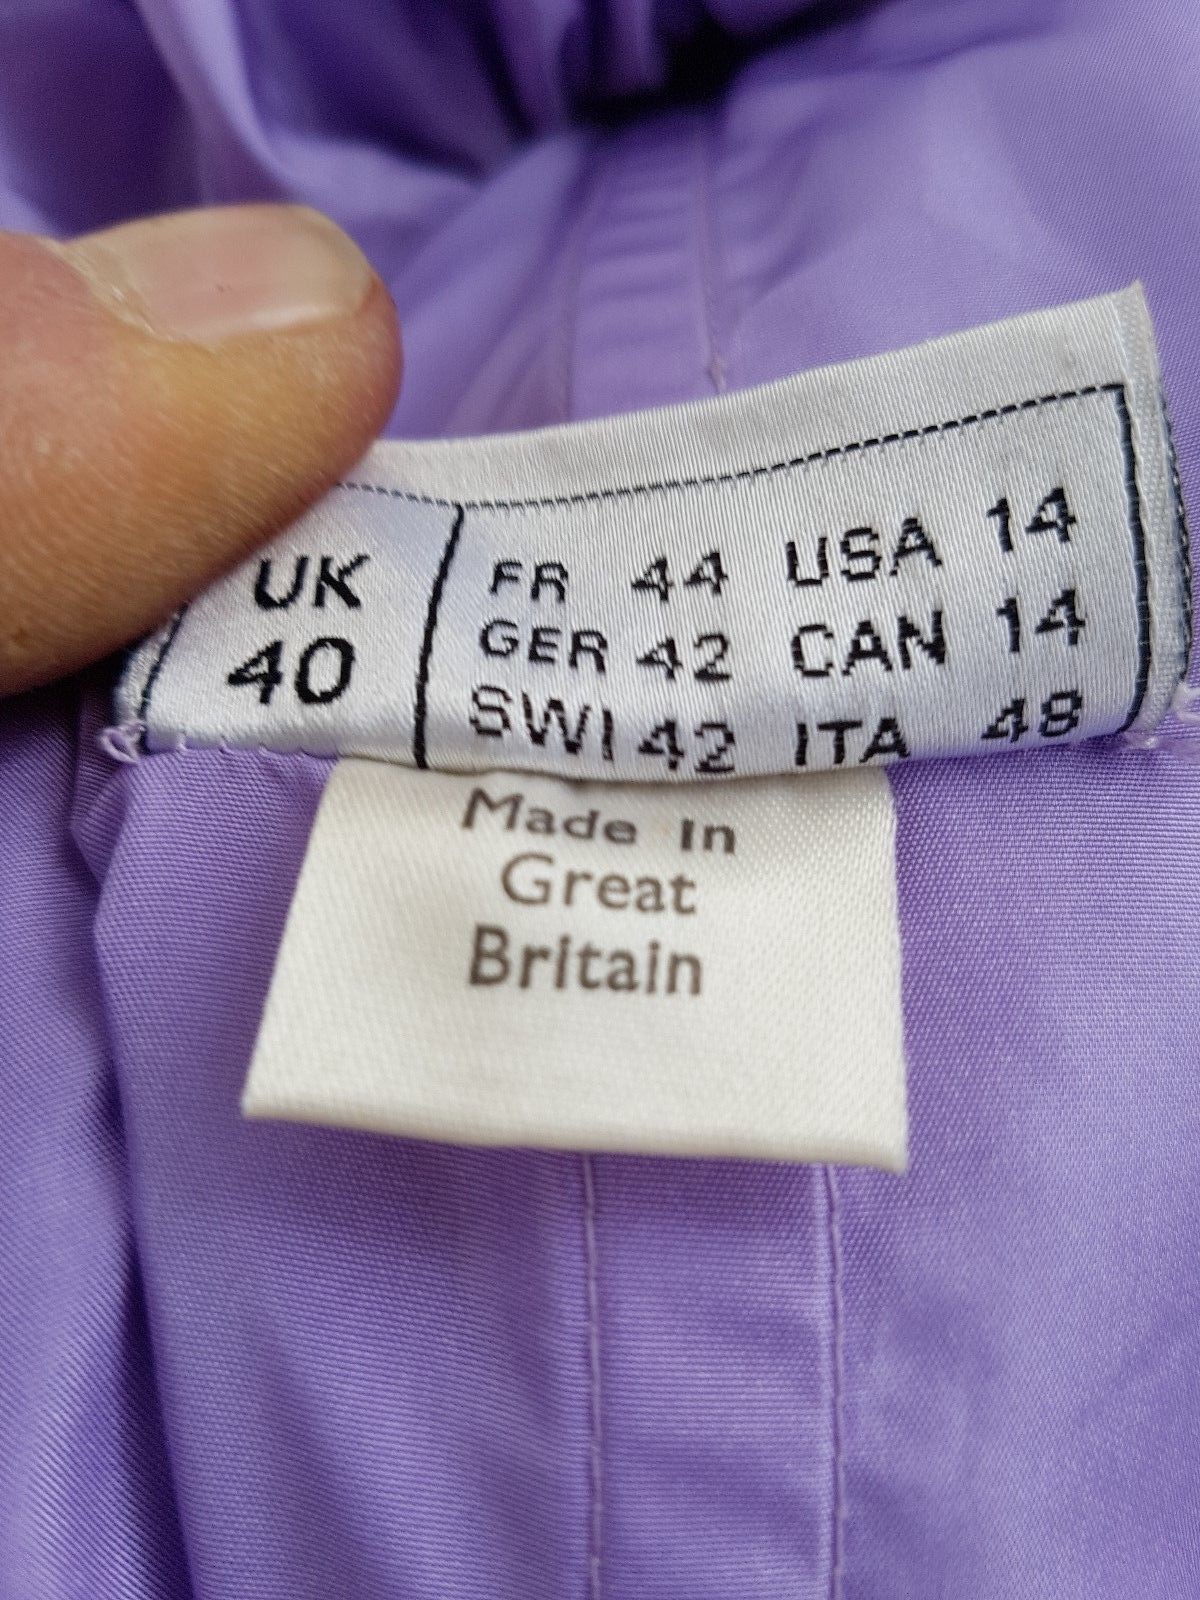 UK
40
FR 44 USA 14
GER 42 CAN 14
SWI 42 ITA 48
Made In
Great
Britain